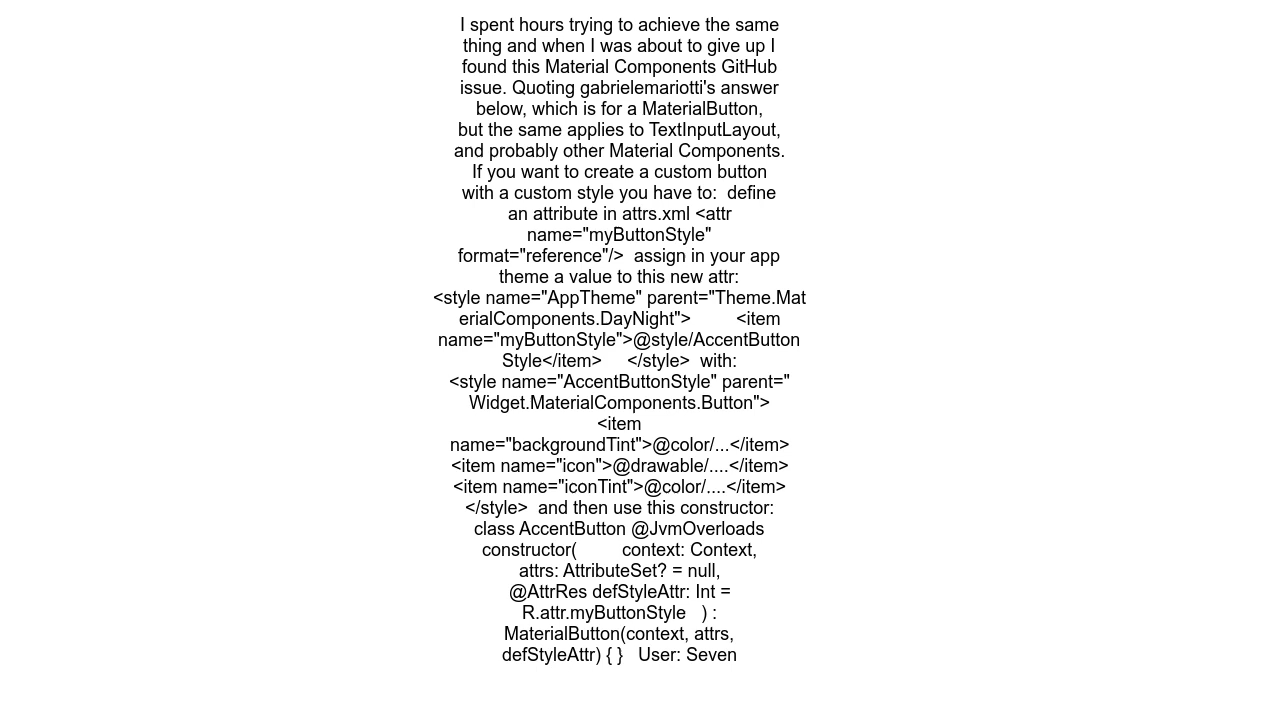 I spent hours trying to achieve the same
thing and when I was about to give up I
found this Material Components GitHub
issue. Quoting gabrielemariotti's answer
below, which is for a MaterialButton,
but the same applies to TextInputLayout,
and probably other Material Components.
If you want to create a custom button
with a custom style you have to:  define
an attribute in attrs.xml <attr
name="myButtonStyle"
format="reference"/>  assign in your app
theme a value to this new attr:
<style name="AppTheme" parent="Theme.Mat
erialComponents.DayNight">         <item
name="myButtonStyle">@style/AccentButton
Style</item>     </style>  with:
<style name="AccentButtonStyle" parent="
Widget.MaterialComponents.Button">
<item
name="backgroundTint">@color/...</item>
<item name="icon">@drawable/....</item>
<item name="iconTint">@color/....</item>
</style>  and then use this constructor:
class AccentButton @JvmOverloads
constructor(         context: Context,
attrs: AttributeSet? = null,
@AttrRes defStyleAttr: Int =
R.attr.myButtonStyle   ) :
MaterialButton(context, attrs,
defStyleAttr) { }   User: Seven